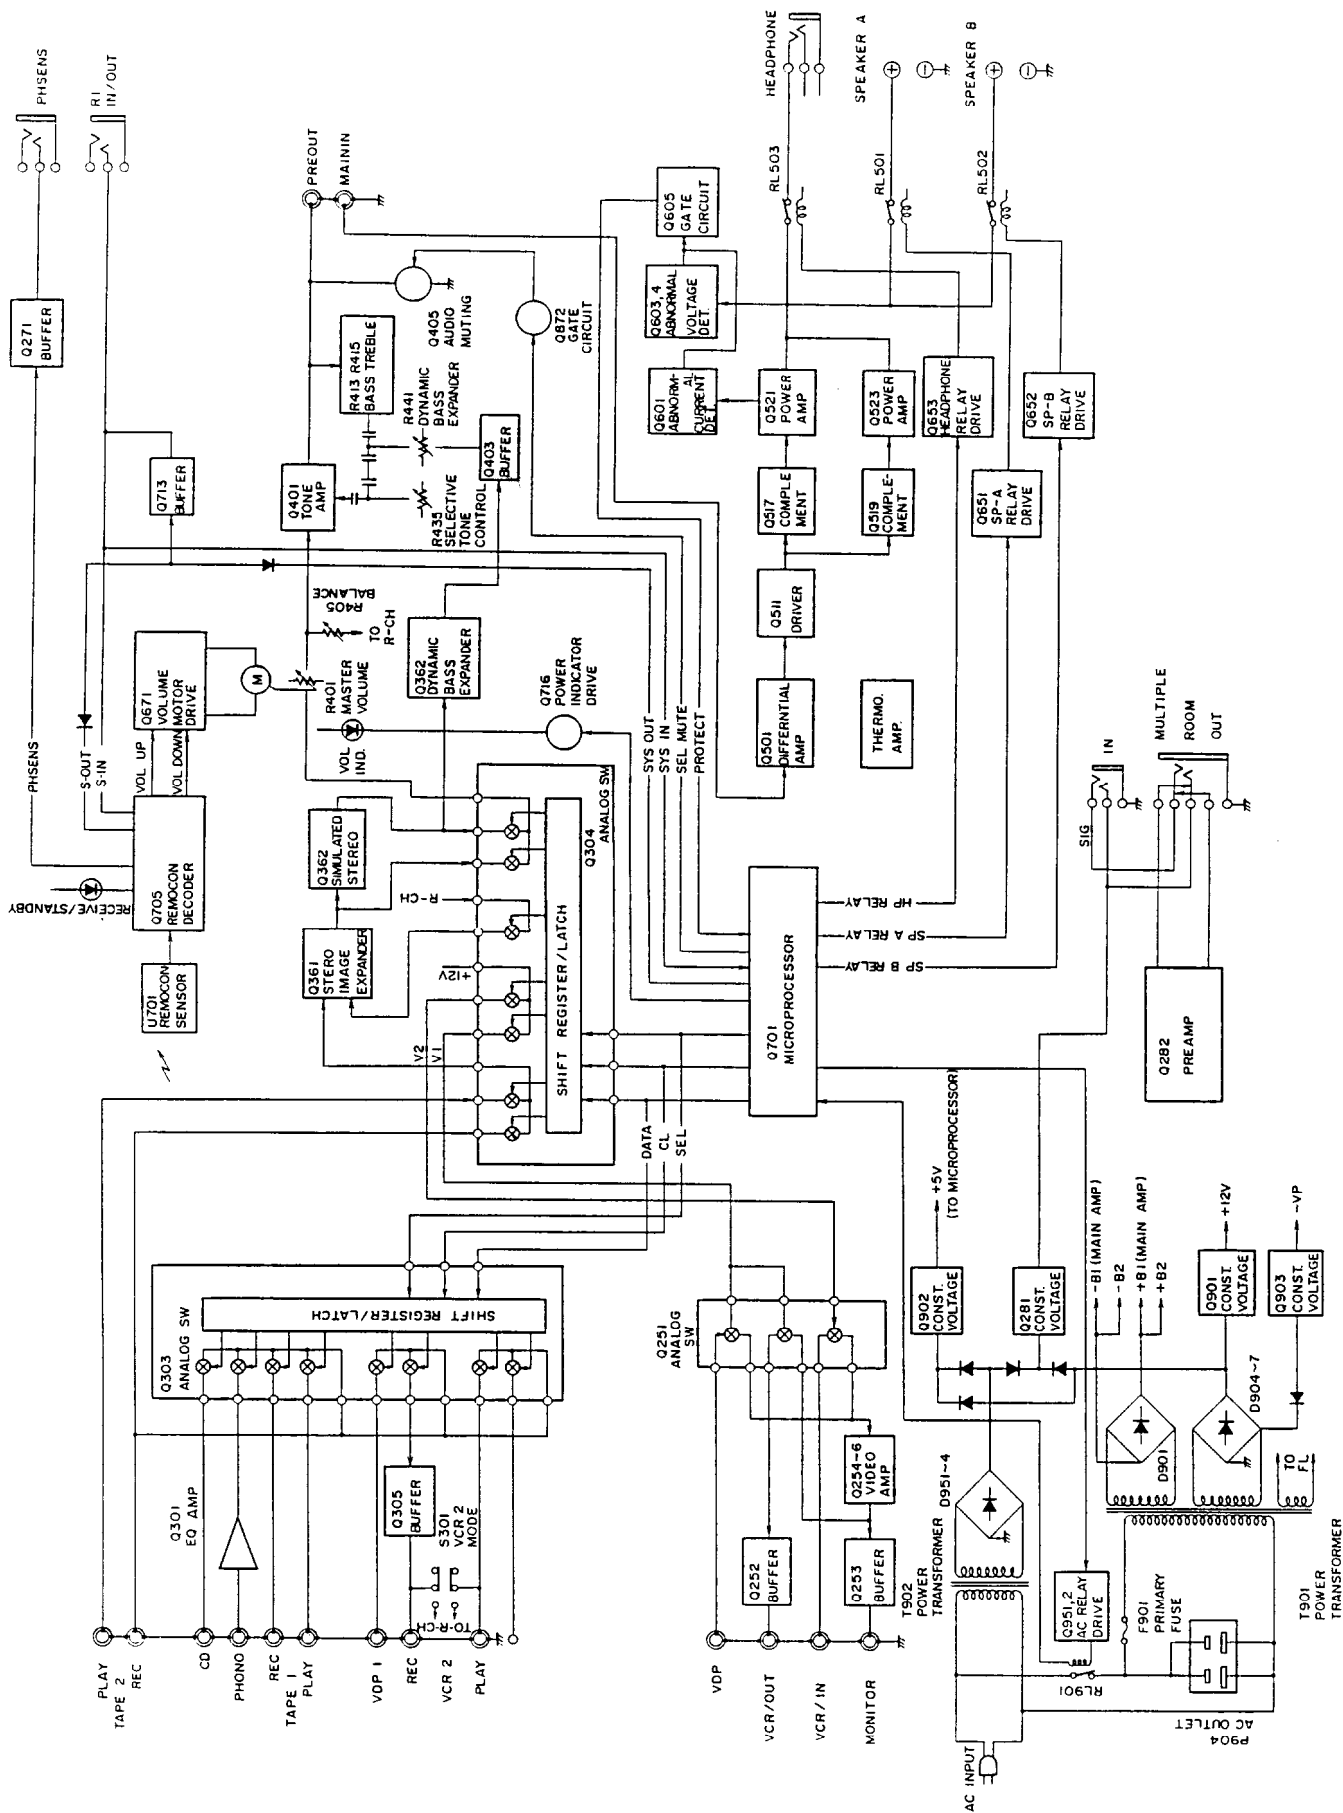 PHSENS
RI
IN/OUT
Q271
BUFFER
PREOUT
MAININ
Q605
GATE
CIRCUIT
RL503
HEADPHONE
SPEAKER A
SPEAKER B
RL501
RL502
Q603, 4
ABNORMAL
VOLTAGE
DET.
Q601
ABNORM-
AL
CURRENT
DET.
Q405
AUDIO
MUTING
Q872
GATE
CIRCUIT
R413 R415
BASS TREBLE
R441
DYNAMIC
BASS
EXPANDER
Q403
BUFFER
R435
SELECTIVE
TONE
CONTROL
Q401
TONE
AMP
Q713
BUFFER
Q521
POWER
AMP
Q523
POWER
AMP
Q653
HEADPHONE
RELAY
DRIVE
Q652
SP-B
RELAY
DRIVE
Q517
COMPLE
MENT
Q519
COMPLE-
MENT
Q651
SP-A
RELAY
DRIVE
Q511
DRIVER
Q501
DIFFERENTIAL
AMP
THERMO.
AMP.
R405
BALANCE
TO
R-CH
Q362
DYNAMIC
BASS
EXPANDER
Q716
POWER
INDICATOR
DRIVE
R401
MASTER
VOLUME
VOL
IND.
M
Q671
VOLUME
MOTOR
DRIVE
VOL UP
VOL DOWN
S-OUT
S-IN
PHSENS
RECEIVE/STANDBY
Q705
REMOCON
DECODER
U701
REMOCON
SENSOR
SYS OUT
SYS IN
SEL MUTE
PROTECT
Q362
SIMULATED
STEREO
Q361
STERO
IMAGE
EXPANDER
R-CH
+12V
V2
V1
Q304
ANALOG SW
SHIFT REGISTER/LATCH
Q701
MICROPROCESSOR
HP RELAY
SP A RELAY
SP B RELAY
DATA
CL
SEL
IN
SIG
MULTIPLE
ROOM
OUT
Q282
PREAMP
Q303
ANALOG SW
SHIFT REGISTER/LATCH
Q301
EQ AMP
Q305
BUFFER
S301
VCR 2
MODE
TO-R-CH
PLAY
TAPE 2
REC
CD
PHONO
REC
TAPE 1
PLAY
VDP 1
REC
VCR 2
PLAY
Q251
ANALOG
SW
Q254-6
VIDEO
AMP
Q252
BUFFER
Q253
BUFFER
VDP
VCR/OUT
VCR/IN
MONITOR
+5V
(TO MICROPROCESSOR)
Q902
CONST.
VOLTAGE
Q281
CONST.
VOLTAGE
-B1(MAIN AMP)
-B2
+B1(MAIN AMP)
+B2
+12V
Q901
CONST.
VOLTAGE
-VP
Q903
CONST.
VOLTAGE
D951~4
D901
D904~7
TO
FL
T902
POWER
TRANSFORMER
Q951,2
AC RELAY
DRIVE
F901
PRIMARY
FUSE
T901
POWER
TRANSFORMER
RL901
P904
AC OUTLET
AC INPUT